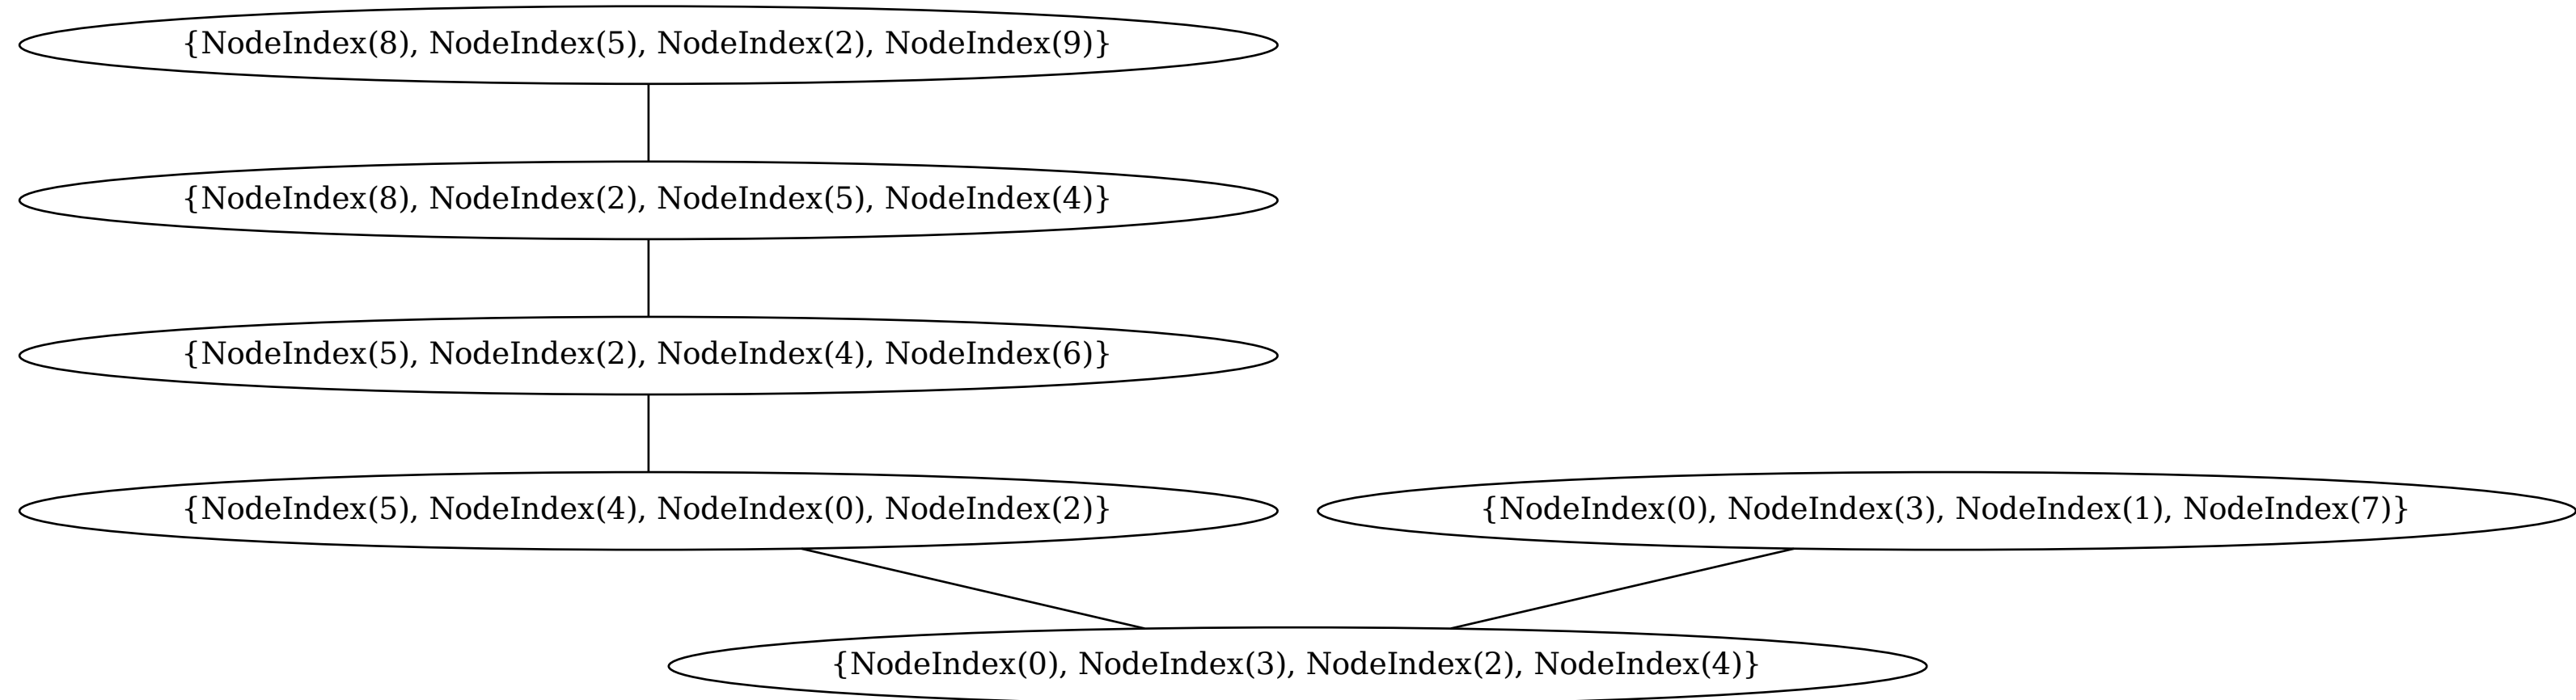 {NodeIndex(8), NodeIndex(5), NodeIndex(2), NodeIndex(9)}
{NodeIndex(8), NodeIndex(2), NodeIndex(5), NodeIndex(4)}
{NodeIndex(5), NodeIndex(2), NodeIndex(4), NodeIndex(6)}
{NodeIndex(5), NodeIndex(4), NodeIndex(0), NodeIndex(2)}
{NodeIndex(0), NodeIndex(3), NodeIndex(1), NodeIndex(7)}
{NodeIndex(0), NodeIndex(3), NodeIndex(2), NodeIndex(4)}